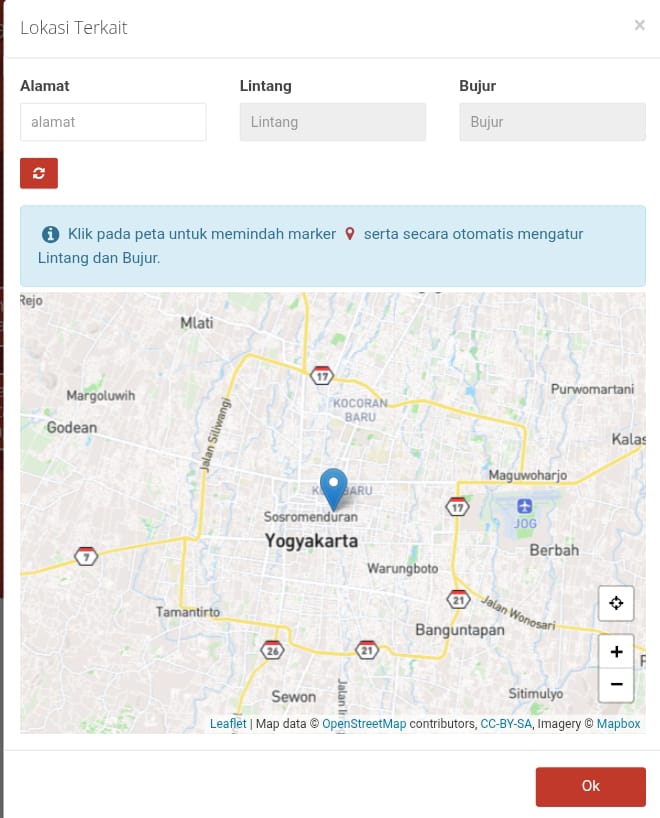 Lokasi Terkait
×
Alamat
Lintang
Bujur
alamat
Lintang
Bujur
Klik pada peta untuk memindah marker serta secara otomatis mengatur
Lintang dan Bujur.
Rejo
Mlati
17
Margoluwih
KOCORAN
BARU
Purwomartani
Godean
Jalan Siliwangi
Kalas
Maguwoharjo
BARU
17
Sosromenduran
JOG
Yogyakarta
7
Berbah
Warungboto
21
Jalan Wonosari
Tamantirto
Banguntapan
26
21
+
−
Sewon
Sitimulyo
Leaflet | Map data © OpenStreetMap contributors, CC-BY-SA, Imagery © Mapbox
Ok